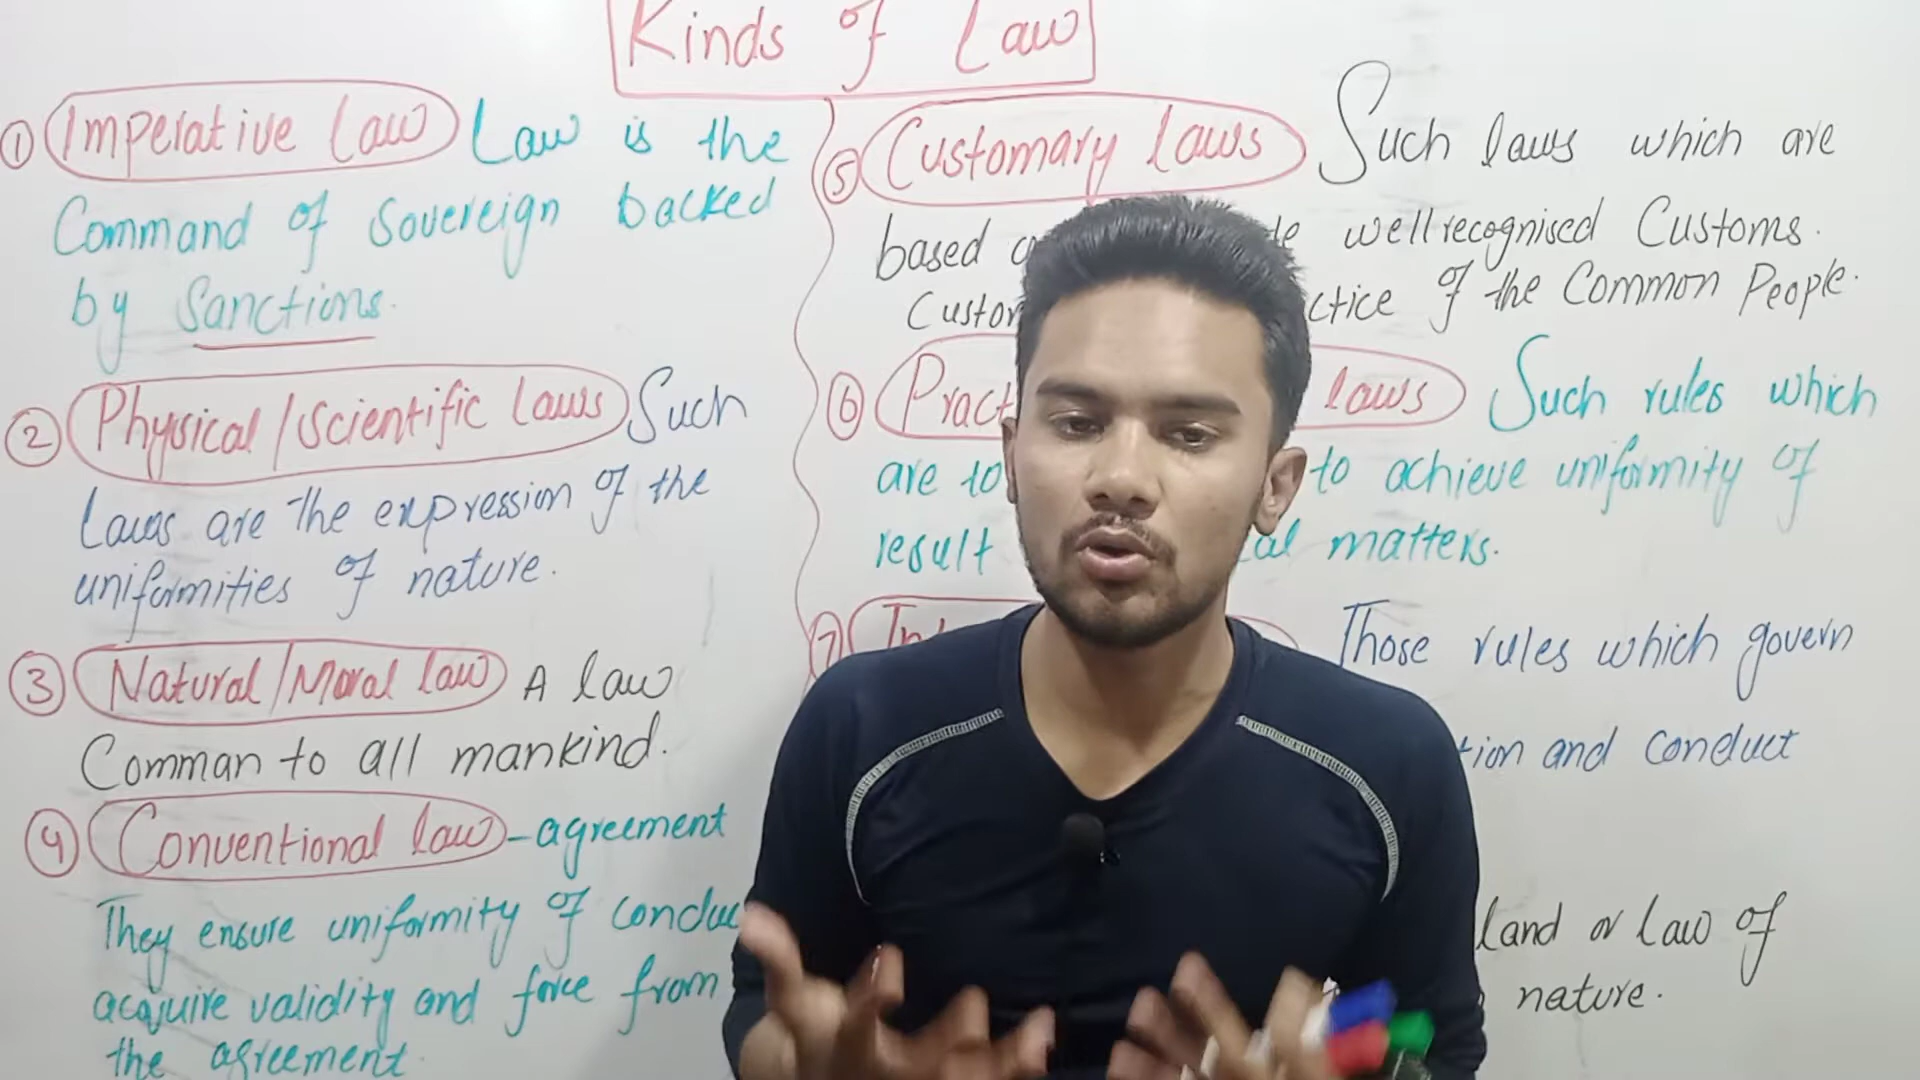 Kinds of Law
① Imperative law Law is the
Command of Sovereign backed
by Sanctions.
② Physical/Scientific laws Such
laws are the expression of the
uniformities of nature.
③ Natural/Moral law A law
Comman to all mankind.
④ Conventional law - agreement
They ensure uniformity of conduc
acquire validity and force from
the agreement.
⑤ Customary laws Such laws which are
based wellrecognised Customs.
Custom ctice of the Common People.
⑥ Pract laws Such rules which
are to to achieve uniformity of
result cal matters.
⑦ Int Those rules which govern
tion and conduct
land or law of
nature.